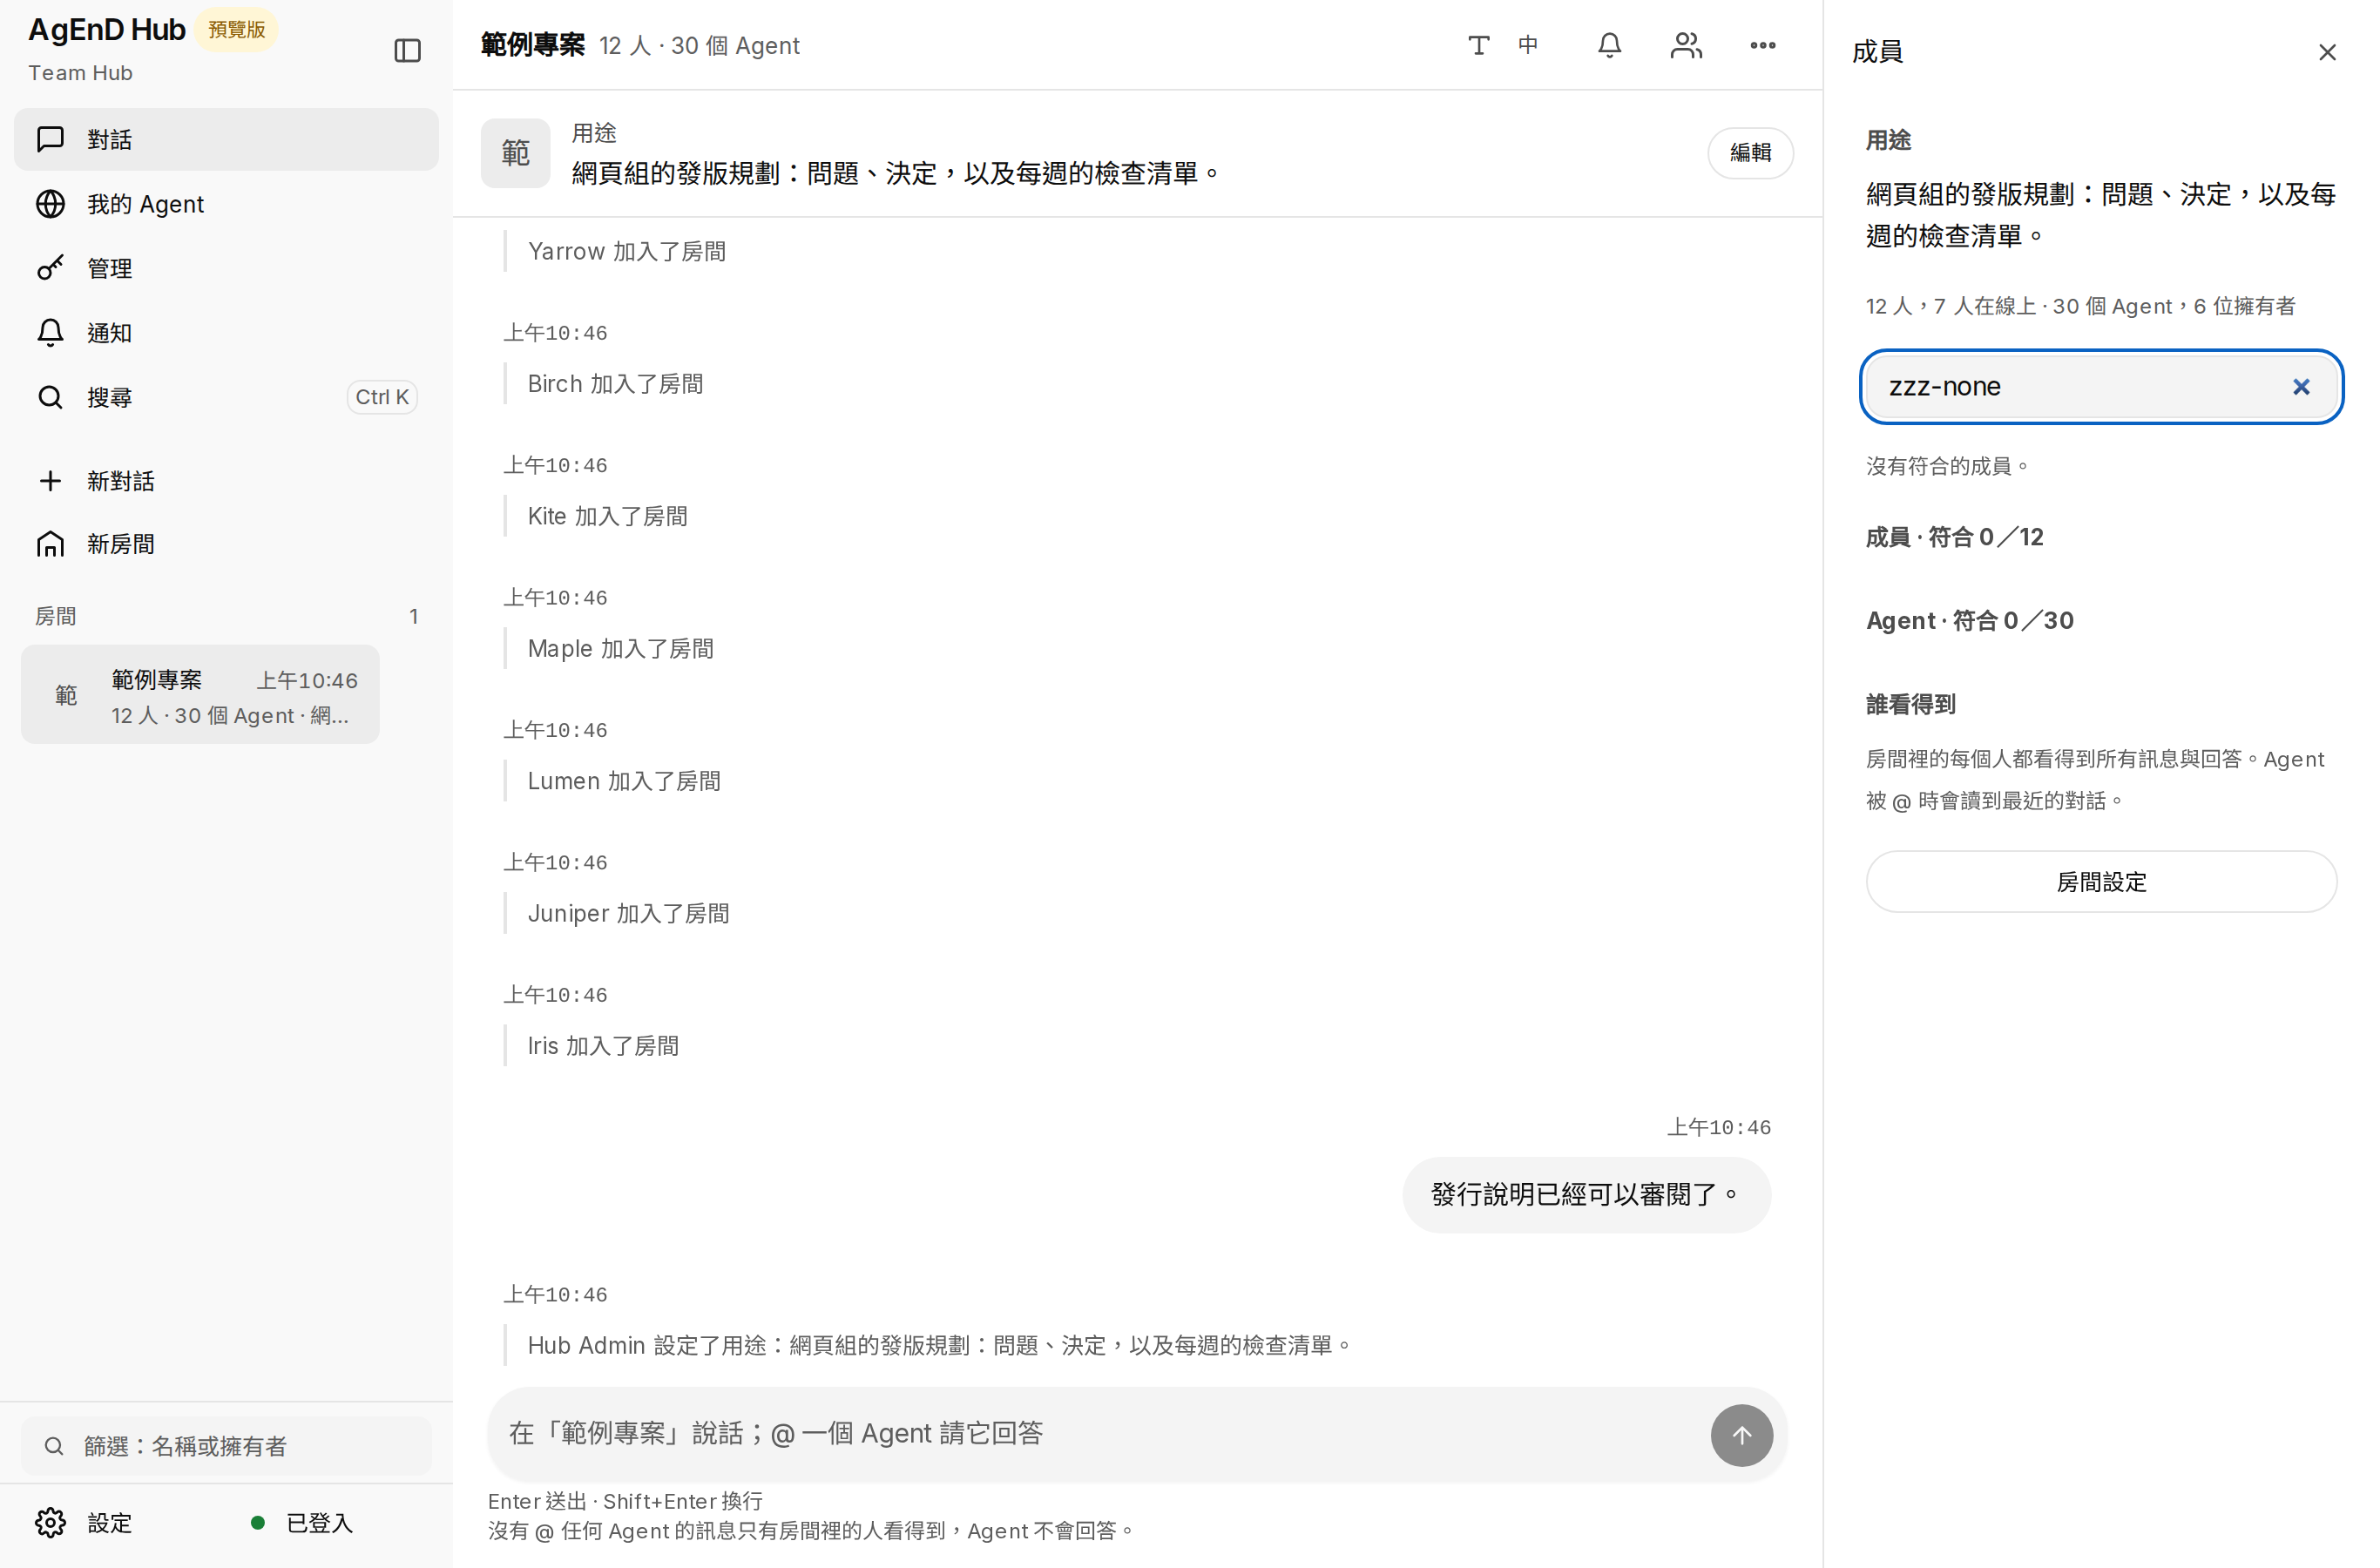 AgEnD Hub 預覽版
Team Hub
對話
我的 Agent
管理
通知
搜尋 Ctrl K
新對話
新房間
房間 1
範 範例專案 上午10:46
12 人 · 30 個 Agent · 網...
篩選：名稱或擁有者
設定 已登入
範例專案 12 人 · 30 個 Agent 中
範 用途
網頁組的發版規劃：問題、決定，以及每週的檢查清單。
編輯
Yarrow 加入了房間
上午10:46
Birch 加入了房間
上午10:46
Kite 加入了房間
上午10:46
Maple 加入了房間
上午10:46
Lumen 加入了房間
上午10:46
Juniper 加入了房間
上午10:46
Iris 加入了房間
上午10:46
發行說明已經可以審閱了。
上午10:46
Hub Admin 設定了用途：網頁組的發版規劃：問題、決定，以及每週的檢查清單。
在「範例專案」說話；@ 一個 Agent 請它回答
Enter 送出 · Shift+Enter 換行
沒有 @ 任何 Agent 的訊息只有房間裡的人看得到，Agent 不會回答。
成員
用途
網頁組的發版規劃：問題、決定，以及每
週的檢查清單。
12 人，7 人在線上 · 30 個 Agent，6 位擁有者
zzz-none
沒有符合的成員。
成員 · 符合 0／12
Agent · 符合 0／30
誰看得到
房間裡的每個人都看得到所有訊息與回答。Agent
被 @ 時會讀到最近的對話。
房間設定